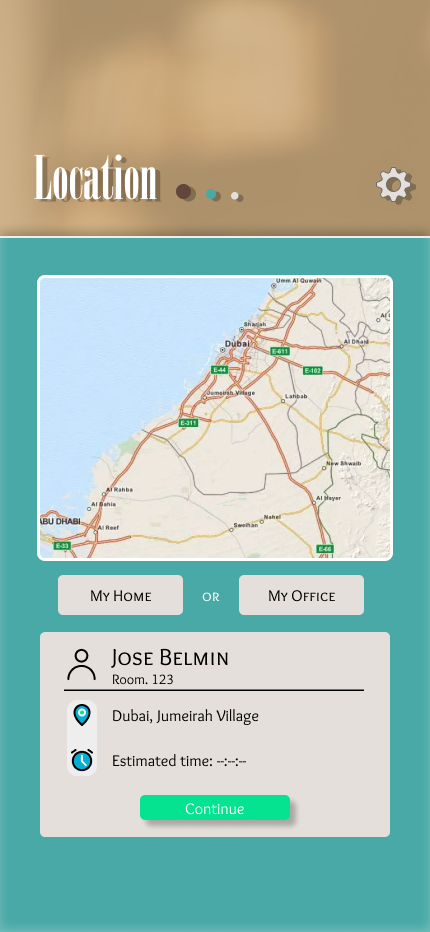 Location
Umm Al Quwain
Sharjah
Dubai
Al Dhaid
E-611
E-44
E-102
Jumeirah Village
Lahbab
E-311
New Shwaib
Al Rahba
Al Bahia
Al Hayer
ABU DHABI
Nahel
Al Reef
Sweihan
E-33
E-66
My Home
or
My Office
Jose Belmin
Room. 123
Dubai, Jumeirah Village
Estimated time: --:--:--
Continue